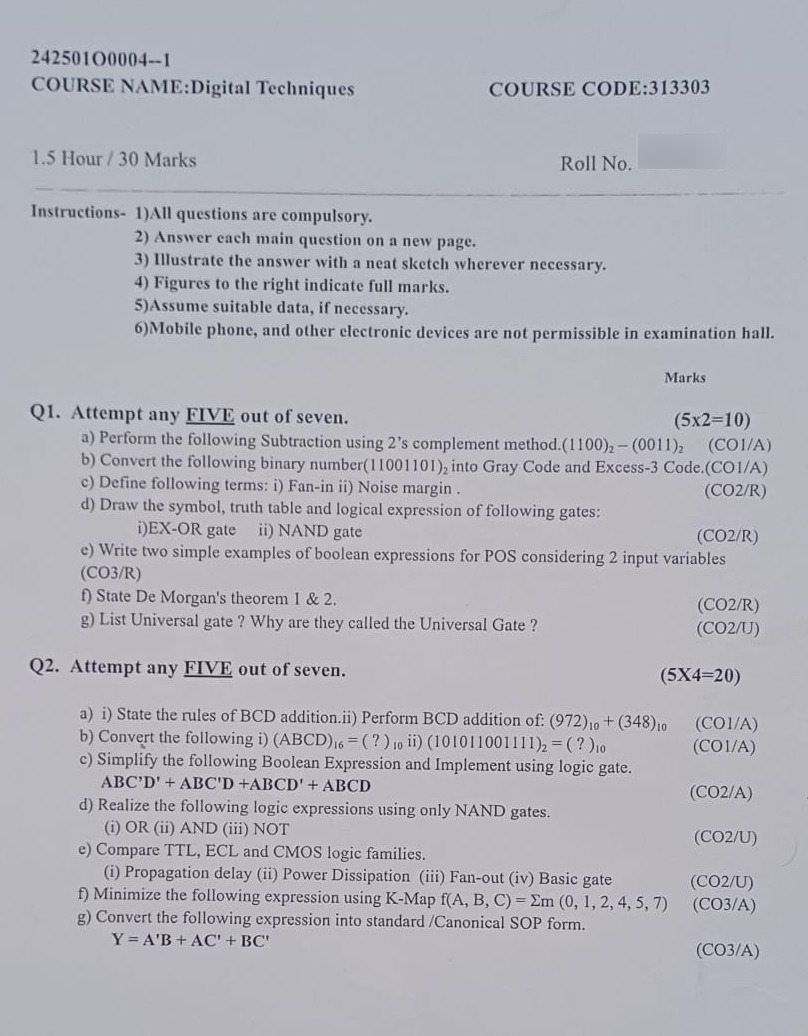 242501O0004--1
COURSE NAME:Digital Techniques COURSE CODE:313303
1.5 Hour / 30 Marks Roll No.
Instructions- 1)All questions are compulsory.
2) Answer each main question on a new page.
3) Illustrate the answer with a neat sketch wherever necessary.
4) Figures to the right indicate full marks.
5)Assume suitable data, if necessary.
6)Mobile phone, and other electronic devices are not permissible in examination hall.
Marks
Q1. Attempt any FIVE out of seven. (5x2=10)
a) Perform the following Subtraction using 2's complement method.(1100)₂ – (0011)₂ (CO1/A)
b) Convert the following binary number(11001101)₂ into Gray Code and Excess-3 Code.(CO1/A)
c) Define following terms: i) Fan-in ii) Noise margin . (CO2/R)
d) Draw the symbol, truth table and logical expression of following gates:
i)EX-OR gate ii) NAND gate (CO2/R)
e) Write two simple examples of boolean expressions for POS considering 2 input variables
(CO3/R)
f) State De Morgan's theorem 1 & 2. (CO2/R)
g) List Universal gate ? Why are they called the Universal Gate ? (CO2/U)
Q2. Attempt any FIVE out of seven. (5X4=20)
a) i) State the rules of BCD addition.ii) Perform BCD addition of: (972)₁₀ + (348)₁₀ (CO1/A)
b) Convert the following i) (ABCD)₁₆ = ( ? ) ₁₀ ii) (101011001111)₂ = ( ? )₁₀ (CO1/A)
c) Simplify the following Boolean Expression and Implement using logic gate.
ABC’D' + ABC'D +ABCD' + ABCD (CO2/A)
d) Realize the following logic expressions using only NAND gates.
(i) OR (ii) AND (iii) NOT (CO2/U)
e) Compare TTL, ECL and CMOS logic families.
(i) Propagation delay (ii) Power Dissipation (iii) Fan-out (iv) Basic gate (CO2/U)
f) Minimize the following expression using K-Map f(A, B, C) = Σm (0, 1, 2, 4, 5, 7) (CO3/A)
g) Convert the following expression into standard /Canonical SOP form.
Y = A'B + AC' + BC' (CO3/A)